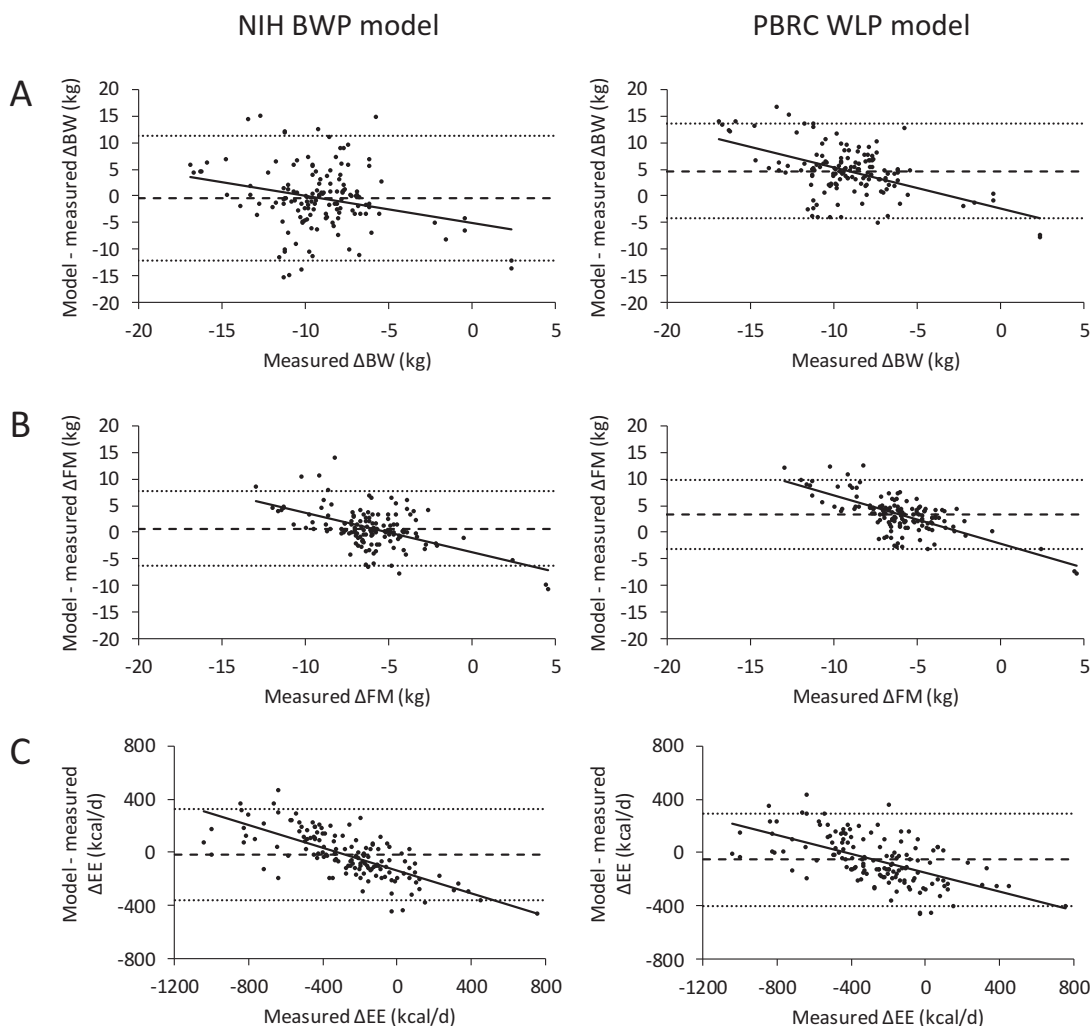 NIH BWP model
PBRC WLP model
A
Model - measured ΔBW (kg)
20
15
10
5
0
-5
-10
-15
-20
-20 -15 -10 -5 0 5
Measured ΔBW (kg)
Model - measured ΔBW (kg)
20
15
10
5
0
-5
-10
-15
-20
-20 -15 -10 -5 0 5
Measured ΔBW (kg)
B
Model - measured ΔFM (kg)
20
15
10
5
0
-5
-10
-15
-20
-20 -15 -10 -5 0 5
Measured ΔFM (kg)
Model - measured ΔFM (kg)
20
15
10
5
0
-5
-10
-15
-20
-20 -15 -10 -5 0 5
Measured ΔFM (kg)
C
Model - measured
ΔEE (kcal/d)
800
400
0
-400
-800
-1200 -800 -400 0 400 800
Measured ΔEE (kcal/d)
Model - measured
ΔEE (kcal/d)
800
400
0
-400
-800
-1200 -800 -400 0 400 800
Measured ΔEE (kcal/d)